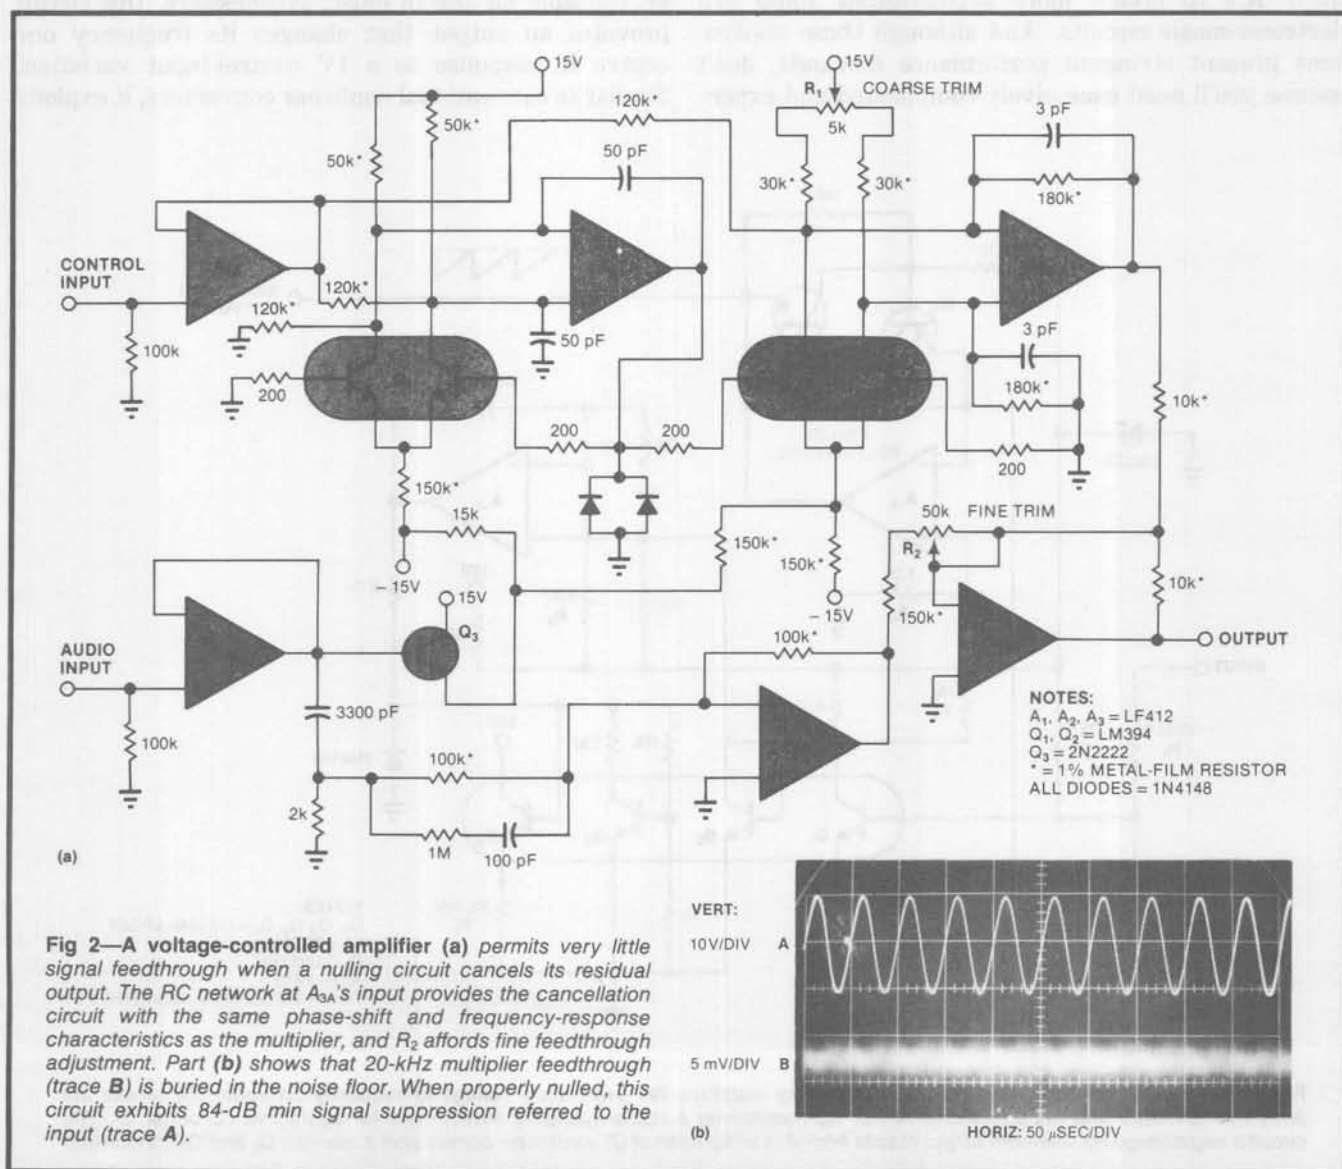 15V
15V
R1
COARSE TRIM
5k
120k*
50k*
50k*
50 pF
30k*
30k*
3 pF
180k*
CONTROL
INPUT
120k*
120k*
100k
50 pF
3 pF
180k*
10k*
200
200
200
200
150k*
15k
– 15V
150k*
150k*
– 15V
50k
FINE TRIM
R2
150k*
10k*
15V
Q3
AUDIO
INPUT
100k
3300 pF
100k*
100k*
OUTPUT
2k
1M
100 pF
NOTES:
A1, A2, A3 = LF412
Q1, Q2 = LM394
Q3 = 2N2222
* = 1% METAL-FILM RESISTOR
ALL DIODES = 1N4148
(a)
VERT:
10V/DIV A
5 mV/DIV B
(b)
HORIZ: 50 μSEC/DIV
Fig 2—A voltage-controlled amplifier (a) permits very little
signal feedthrough when a nulling circuit cancels its residual
output. The RC network at A3A's input provides the cancellation
circuit with the same phase-shift and frequency-response
characteristics as the multiplier, and R2 affords fine feedthrough
adjustment. Part (b) shows that 20-kHz multiplier feedthrough
(trace B) is buried in the noise floor. When properly nulled, this
circuit exhibits 84-dB min signal suppression referred to the
input (trace A).